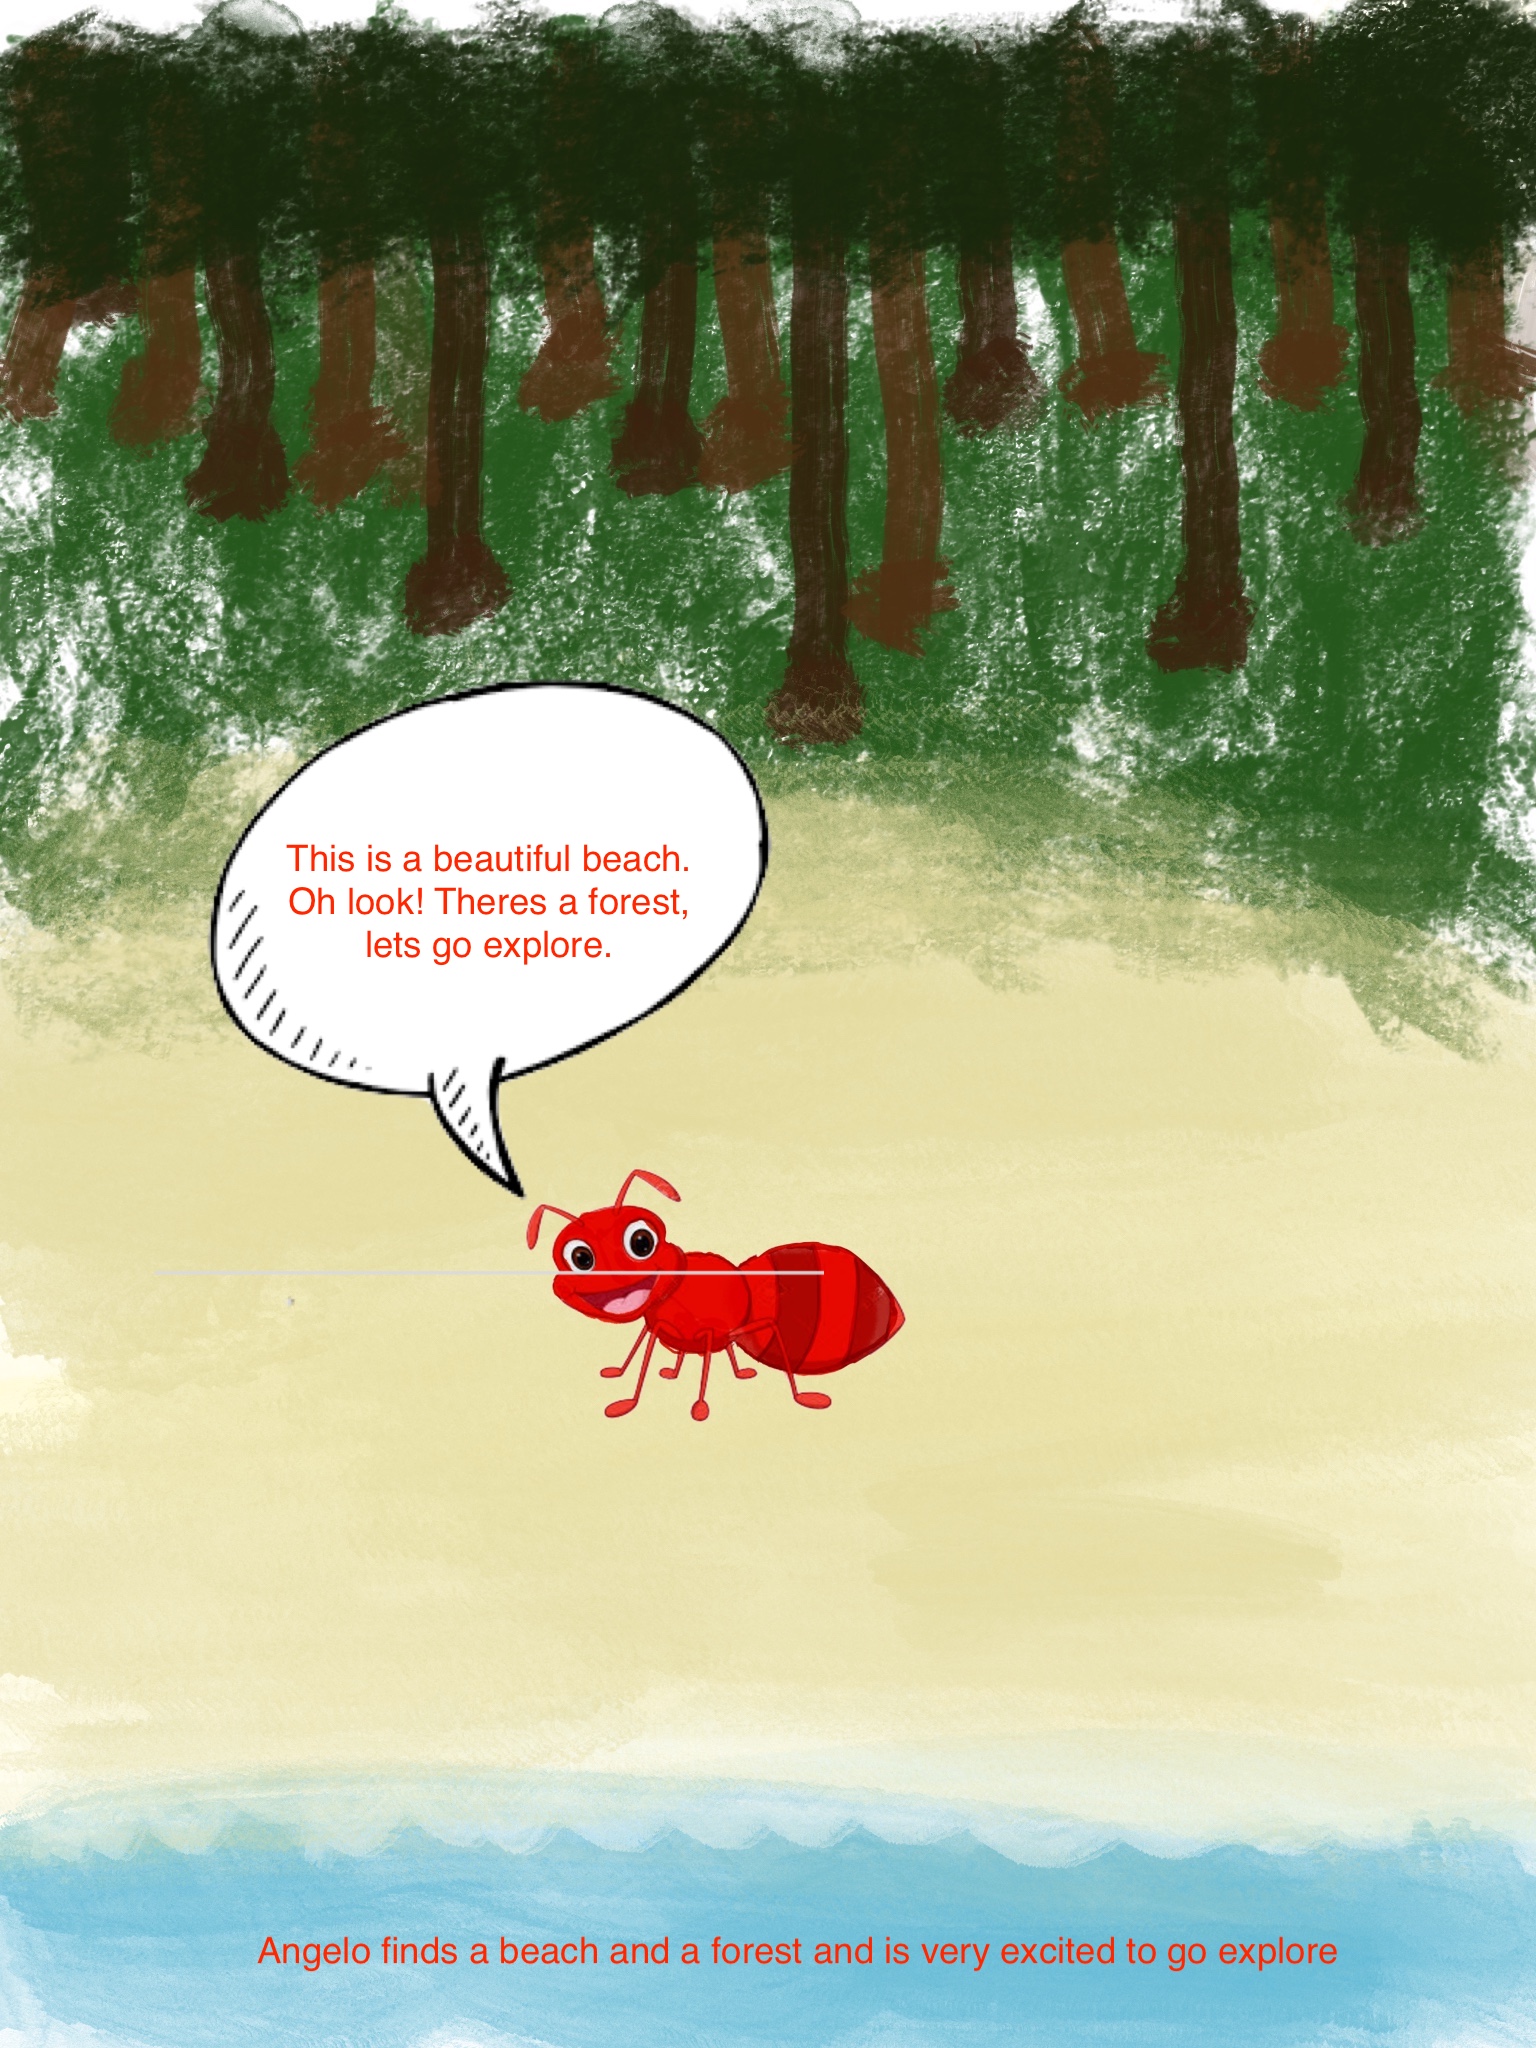 This is a beautiful beach.
Oh look! Theres a forest,
lets go explore.
Angelo finds a beach and a forest and is very excited to go explore